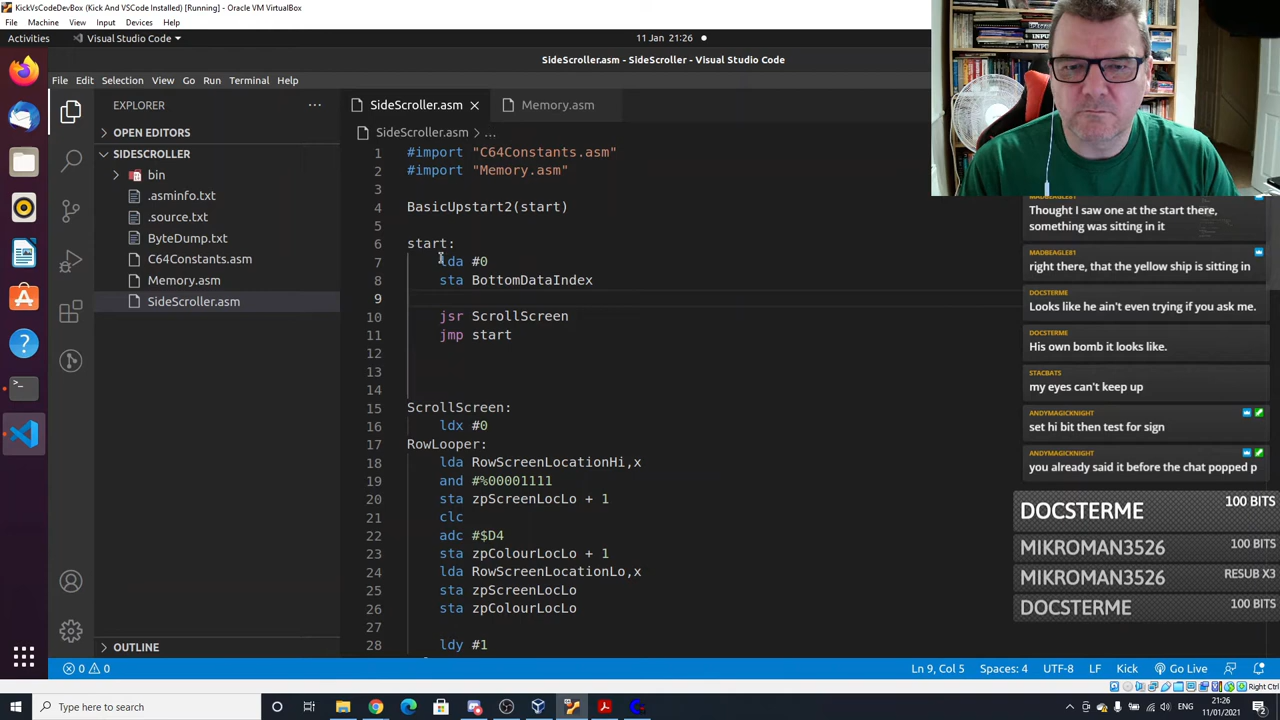 KickVsCodeDevBox (Kick And VSCode Installed) [Running] - Oracle VM VirtualBox
File Machine View Input Devices Help
Activities Visual Studio Code 11 Jan 21:26
SideScroller.asm - SideScroller - Visual Studio Code
File Edit Selection View Go Run Terminal Help
EXPLORER
OPEN EDITORS
SIDESCROLLER
bin
.asminfo.txt
.source.txt
ByteDump.txt
C64Constants.asm
Memory.asm
SideScroller.asm
OUTLINE
SideScroller.asm Memory.asm
SideScroller.asm > ...
1 #import "C64Constants.asm"
2 #import "Memory.asm"
3
4 BasicUpstart2(start)
5
6 start:
7 lda #0
8 sta BottomDataIndex
9
10 jsr ScrollScreen
11 jmp start
12
13
14
15 ScrollScreen:
16 ldx #0
17 RowLooper:
18 lda RowScreenLocationHi,x
19 and #%00001111
20 sta zpScreenLocLo + 1
21 clc
22 adc #$D4
23 sta zpColourLocLo + 1
24 lda RowScreenLocationLo,x
25 sta zpScreenLocLo
26 sta zpColourLocLo
27
28 ldy #1
INPUT
Thought I saw one at the start there,
something was sitting in it
MADBEAGLE81
right there, that the yellow ship is sitting in
DOCSTERME
Looks like he ain't even trying if you ask me.
DOCSTERME
His own bomb it looks like.
STACBATS
my eyes can't keep up
ANDYMAGICKNIGHT
set hi bit then test for sign
ANDYMAGICKNIGHT
you already said it before the chat popped p
DOCSTERME 100 BITS
MIKROMAN3526 100 BITS
MIKROMAN3526 RESUB X3
DOCSTERME 100 BITS
0 0 Ln 9, Col 5 Spaces: 4 UTF-8 LF Kick Go Live
Right Ctrl
Type here to search
21:26
11/01/2021